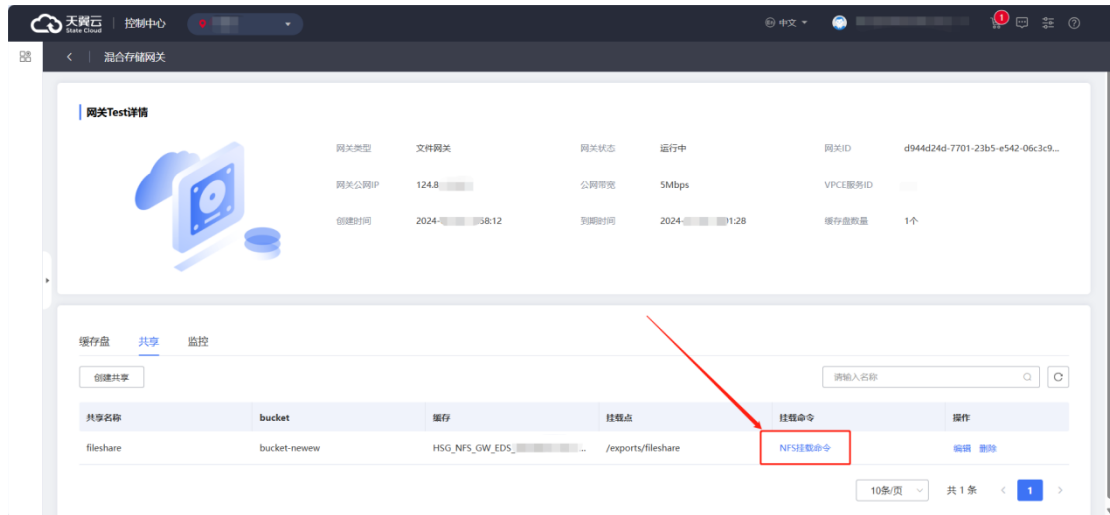 天翼云 State Cloud 控制中心 中文 1
混合存储网关
网关Test详情
网关类型 文件网关 网关状态 运行中 网关ID d944d24d-7701-23b5-e542-06c3c9...
网关公网IP 124.8 公网带宽 5Mbps VPCE服务ID
创建时间 2024- 58:12 到期时间 2024- 1:28 缓存盘数量 1个
缓存盘 共享 监控
创建共享 请输入名称
共享名称 bucket 缓存 挂载点 挂载命令 操作
fileshare bucket-newew HSG_NFS_GW_EDS_ ... /exports/fileshare NFS挂载命令 编辑 删除
10条/页 共 1 条 < 1 >